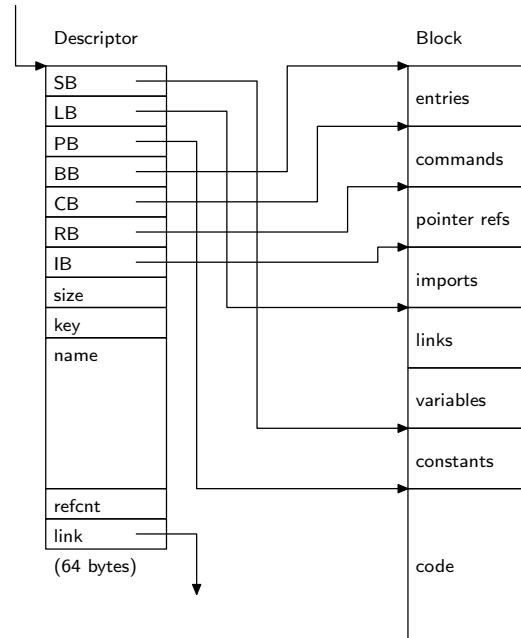 Descriptor
SB
LB
PB
BB
CB
RB
IB
size
key
name
refcnt
link
(64 bytes)
Block
entries
commands
pointer refs
imports
links
variables
constants
code